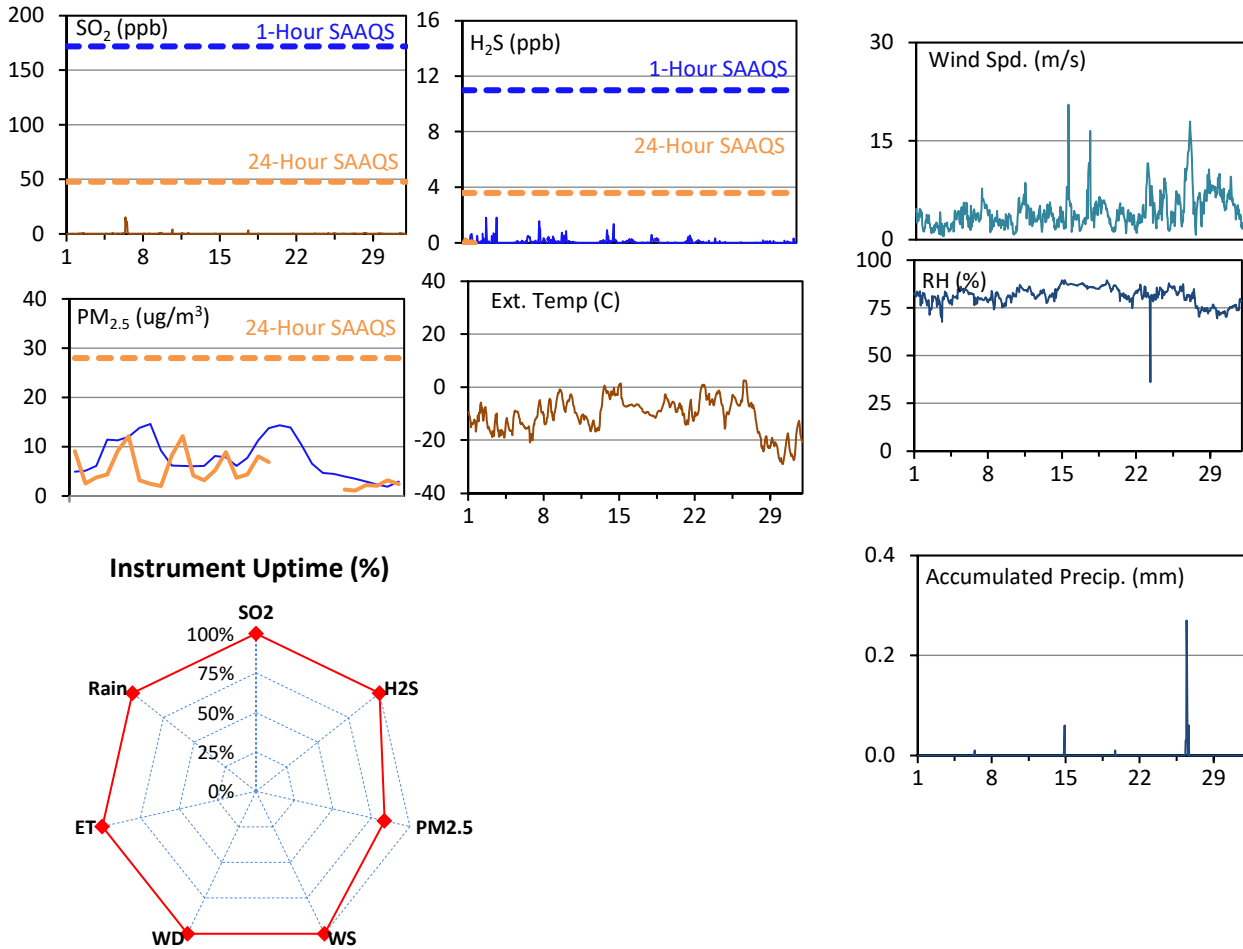 SO2 (ppb)
1-Hour SAAQS
24-Hour SAAQS
200
150
100
50
0
1 8 15 22 29
H2S (ppb)
1-Hour SAAQS
24-Hour SAAQS
16
12
8
4
0
Wind Spd. (m/s)
30
15
0
PM2.5 (ug/m3)
24-Hour SAAQS
40
30
20
10
0
Ext. Temp (C)
40
20
0
-20
-40
1 8 15 22 29
RH (%)
100
75
50
25
0
1 8 15 22 29
Instrument Uptime (%)
SO2
H2S
PM2.5
WS
WD
ET
Rain
100%
75%
50%
25%
0%
Accumulated Precip. (mm)
0.4
0.2
0.0
1 8 15 22 29